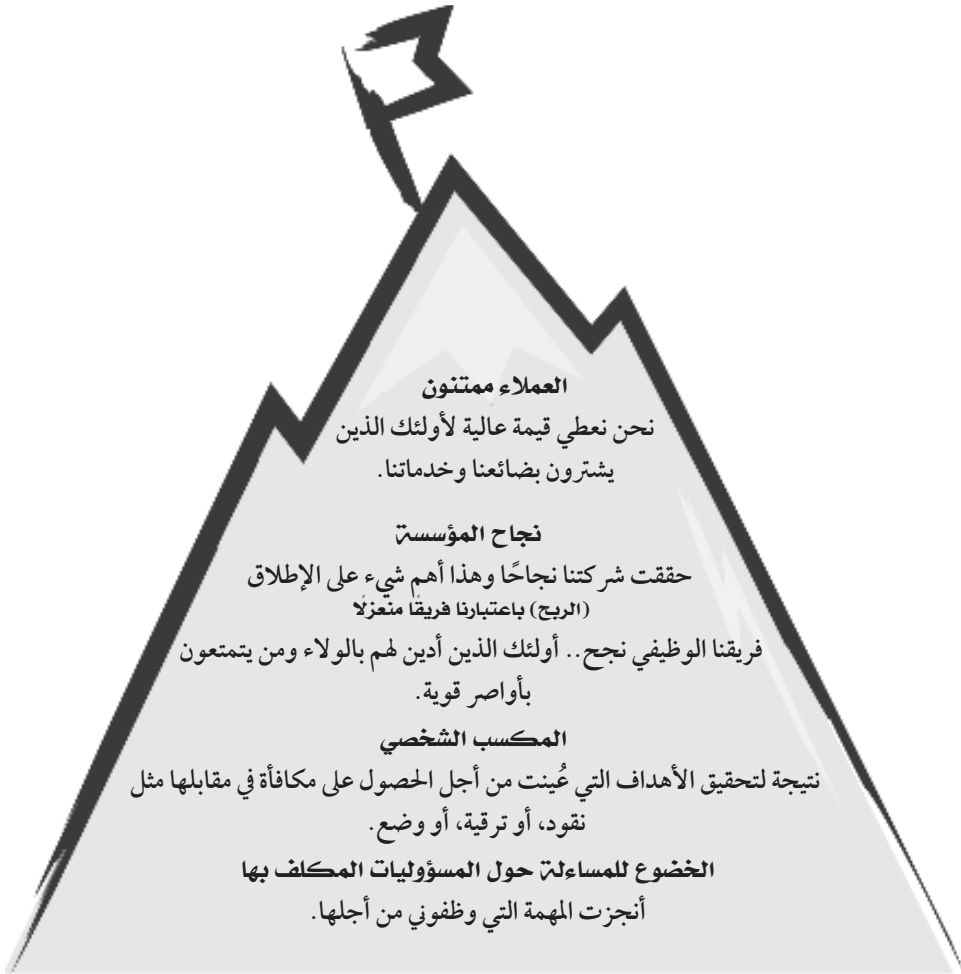 العملاء ممتنون
نحن نعطي قيمة عالية لأولئك الذين
يشترون بضائعنا وخدماتنا.
نجاح المؤسسة
حققت شركتنا نجاحًا وهذا أهم شيء على الإطلاق
(الربح) باعتبارنا فريقًا منعزلًا
فريقنا الوظيفي نجح.. أولئك الذين أدين لهم بالولاء ومن يتمتعون
بأواصر قوية.
المكسب الشخصي
نتيجة لتحقيق الأهداف التي عُينت من أجل الحصول على مكافأة في مقابلها مثل
نقود، أو ترقية، أو وضع.
الخضوع للمساءلة حول المسؤوليات المكلف بها
أنجزت المهمة التي وظفوني من أجلها.